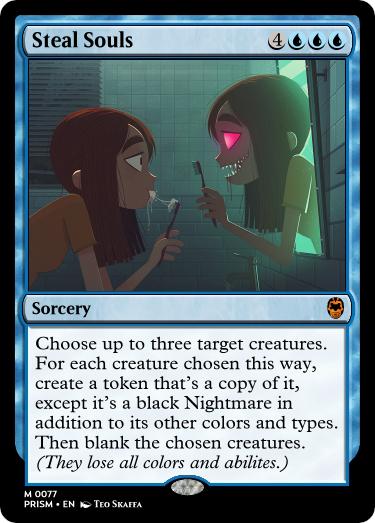 Steal Souls 4
Sorcery
Choose up to three target creatures.
For each creature chosen this way,
create a token that's a copy of it,
except it's a black Nightmare in
addition to its other colors and types.
Then blank the chosen creatures.
(They lose all colors and abilites.)
M 0077
PRISM • EN Teo Skaffa